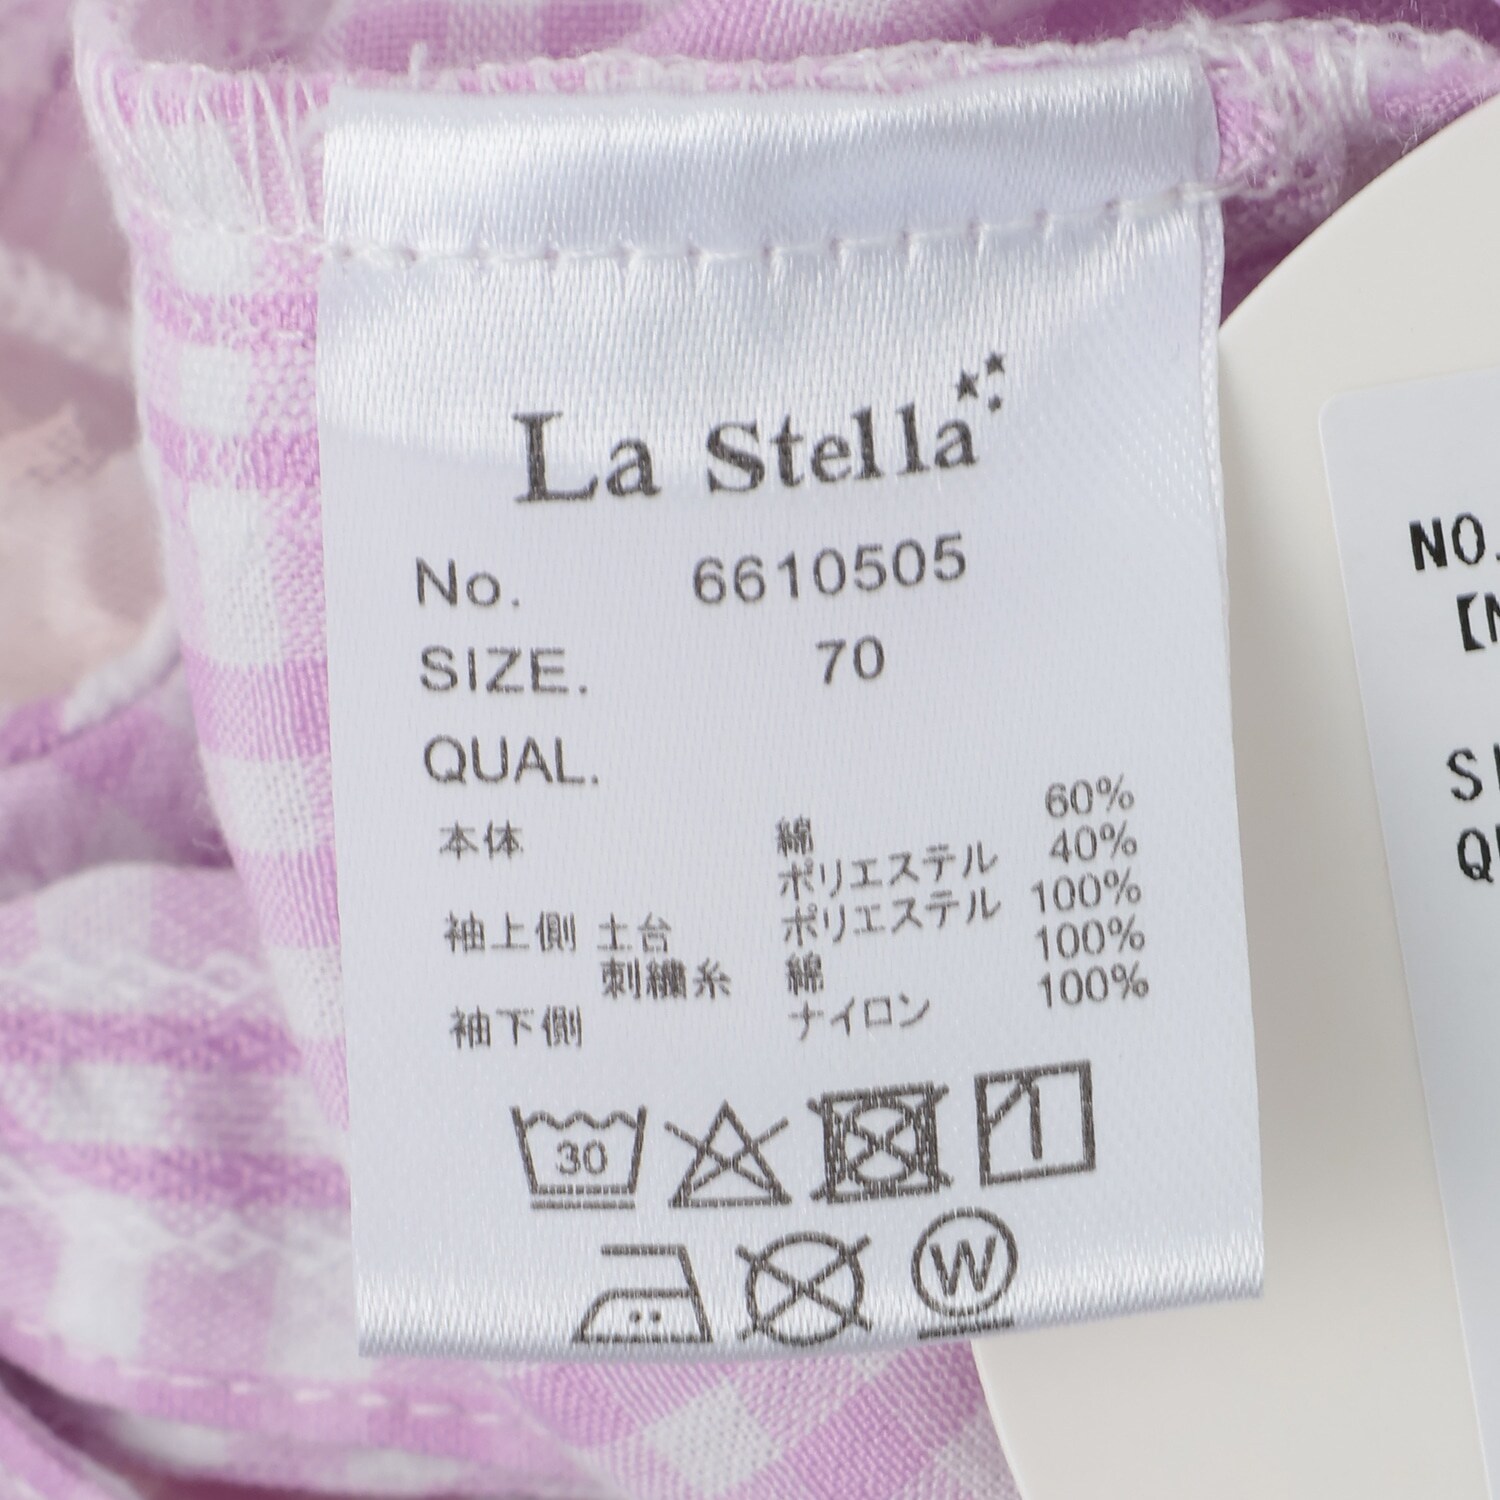 La Stella
No. 6610505
SIZE. 70
QUAL.
本体 綿 60%
ポリエステル 40%
袖上側 土台 ポリエステル 100%
刺繍糸 綿 100%
袖下側 ナイロン 100%
30
W
NO.